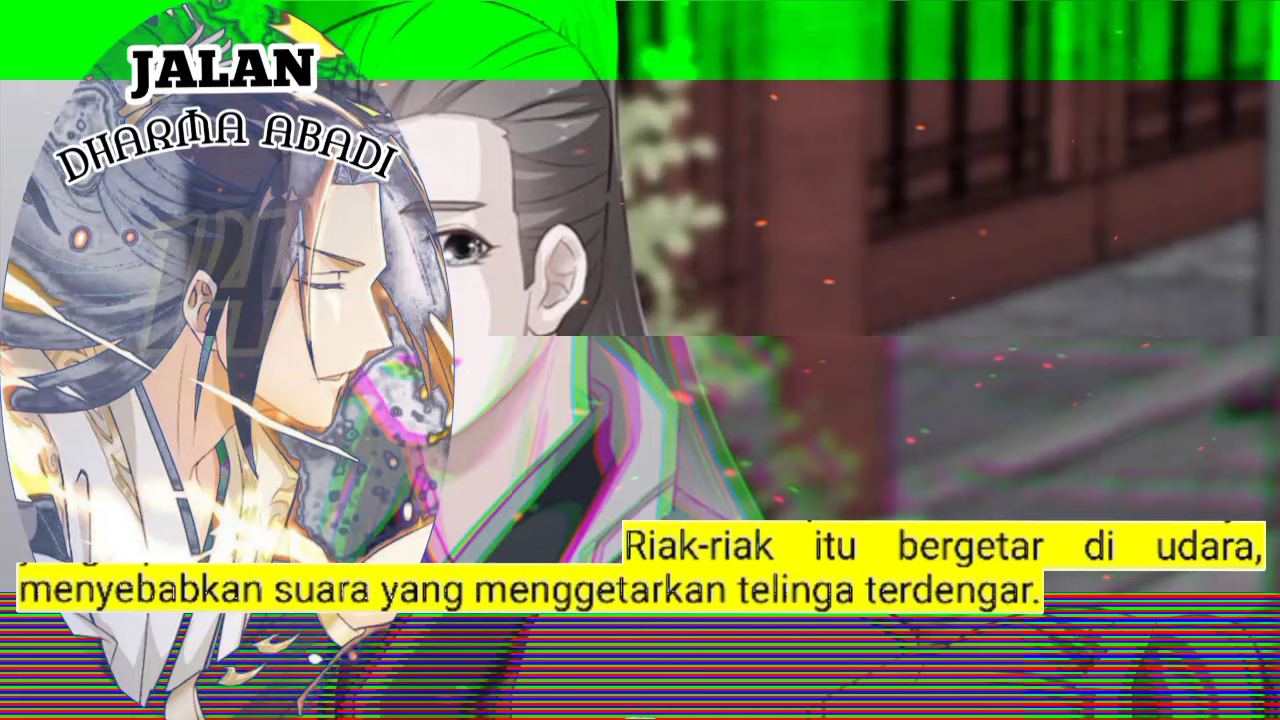 JALAN
DHARMA ABADI
Riak-riak itu bergetar di udara,
menyebabkan suara yang menggetarkan telinga terdengar.